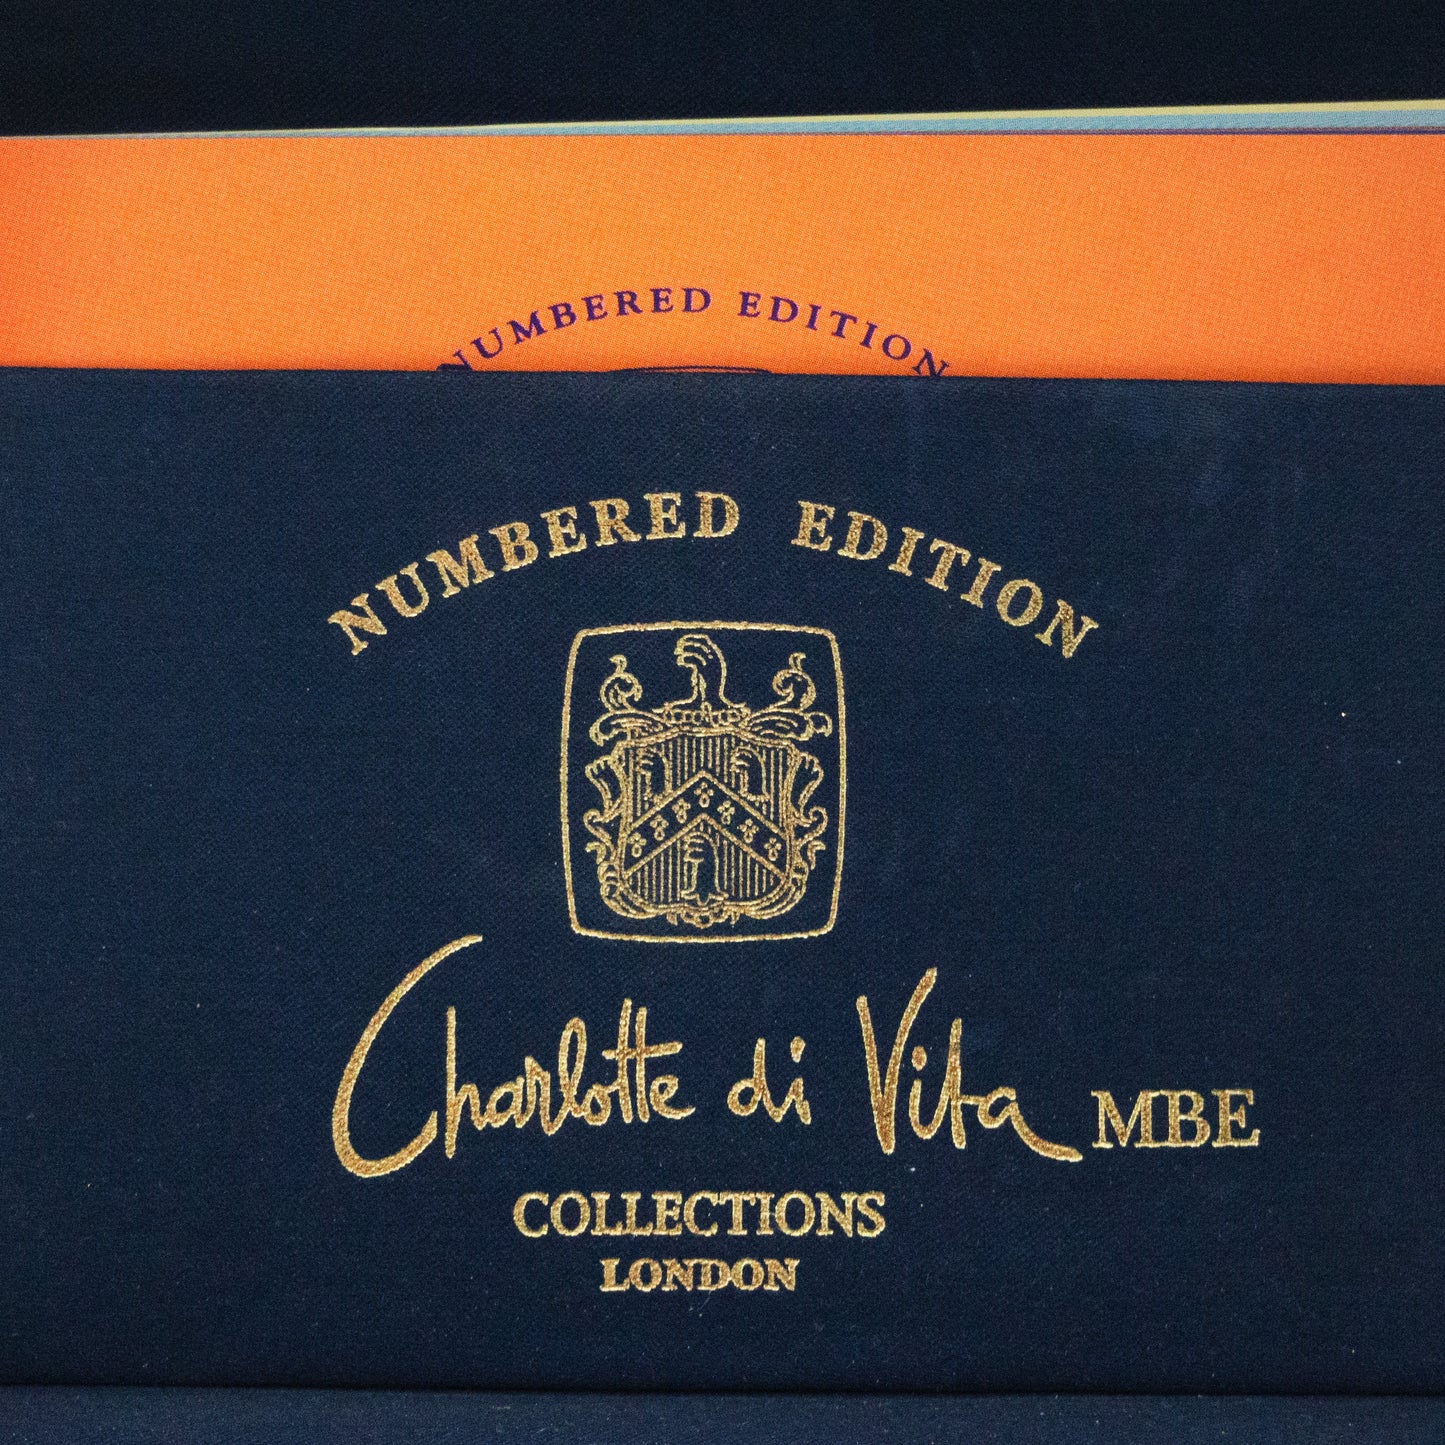 NUMBERED EDITION
NUMBERED EDITION
Charlotte di Vita MBE
COLLECTIONS
LONDON